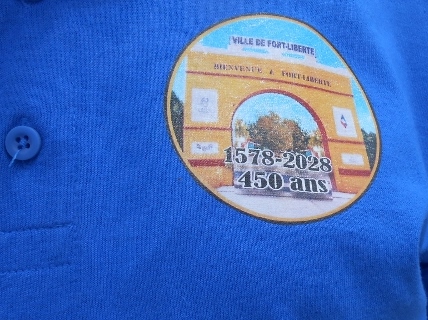 VILLE DE FORT-LIBERTE
BIENVENUE A FORT LIBERTE
1578-2028
450 ans